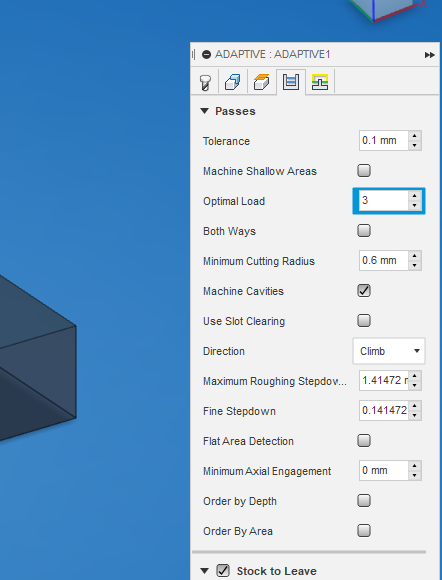 ADAPTIVE : ADAPTIVE1
Passes
Tolerance 0.1 mm
Machine Shallow Areas
Optimal Load 3
Both Ways
Minimum Cutting Radius 0.6 mm
Machine Cavities
Use Slot Clearing
Direction Climb
Maximum Roughing Stepdov... 1.41472 r
Fine Stepdown 0.141472
Flat Area Detection
Minimum Axial Engagement 0 mm
Order by Depth
Order By Area
Stock to Leave